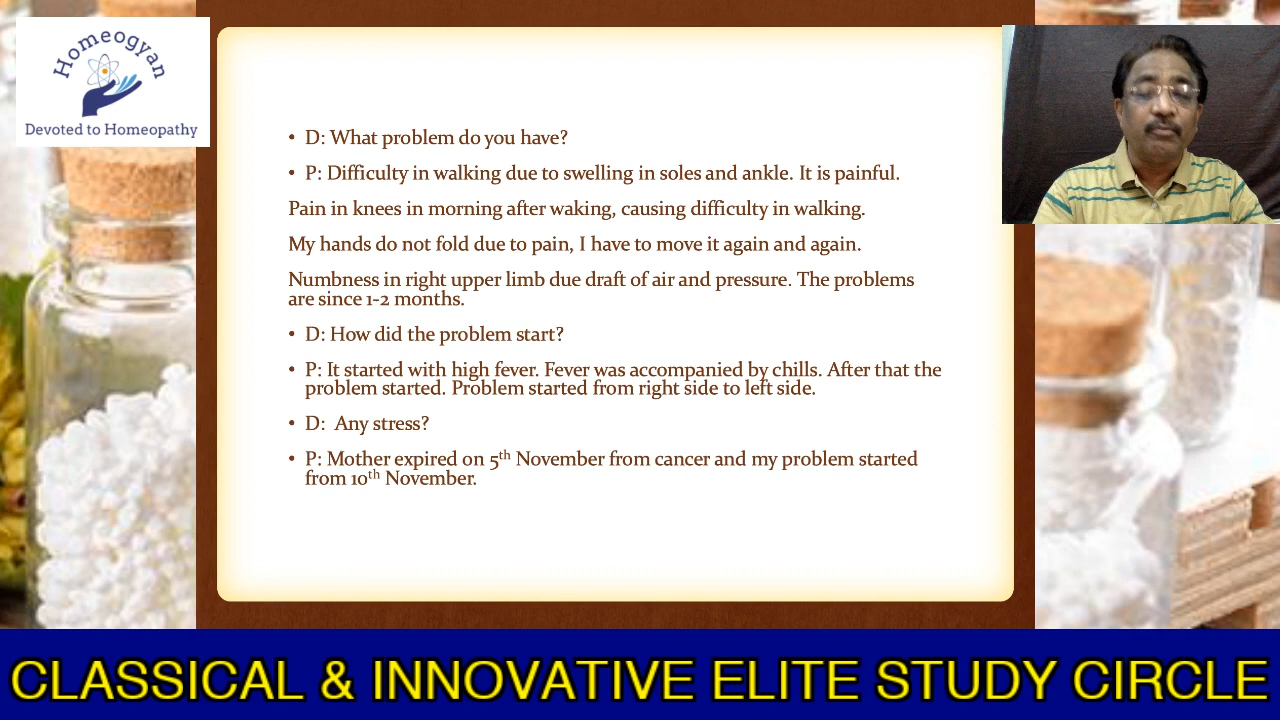 Homeogyan
Devoted to Homeopathy
• D: What problem do you have?
• P: Difficulty in walking due to swelling in soles and ankle. It is painful.
Pain in knees in morning after waking, causing difficulty in walking.
My hands do not fold due to pain, I have to move it again and again.
Numbness in right upper limb due draft of air and pressure. The problems
are since 1-2 months.
• D: How did the problem start?
• P: It started with high fever. Fever was accompanied by chills. After that the
problem started. Problem started from right side to left side.
• D:  Any stress?
• P: Mother expired on 5th November from cancer and my problem started
from 10th November.
CLASSICAL & INNOVATIVE ELITE STUDY CIRCLE